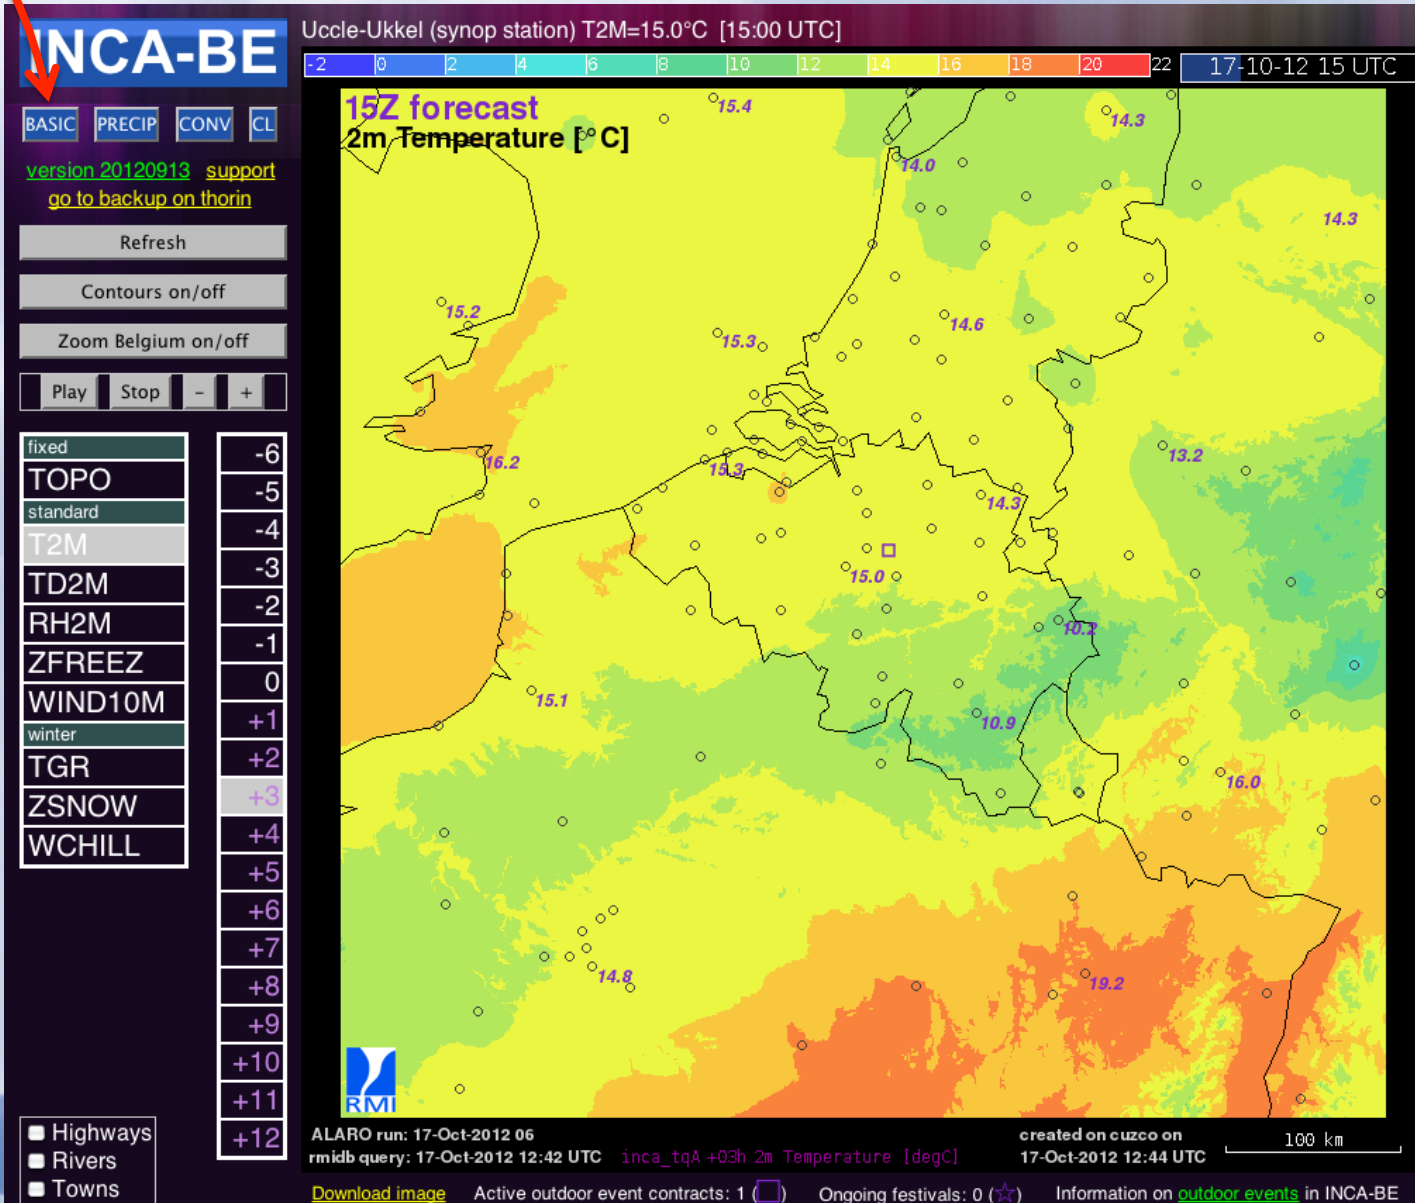 INCA-BE
Uccle-Ukkel (synop station) T2M=15.0°C [15:00 UTC]
-2 0 2 4 6 8 10 12 14 16 18 20 22
17-10-12 15 UTC
BASIC PRECIP CONV CL
version 20120913 support
go to backup on thorin
Refresh
Contours on/off
Zoom Belgium on/off
Play Stop - +
fixed
TOPO
standard
T2M
TD2M
RH2M
ZFREEZ
WIND10M
winter
TGR
ZSNOW
WCHILL
-6
-5
-4
-3
-2
-1
0
+1
+2
+3
+4
+5
+6
+7
+8
+9
+10
+11
+12
Highways
Rivers
Towns
15Z forecast
2m Temperature [°C]
15.4
14.3
14.0
14.3
15.2
14.6
15.3
13.2
16.2
15.3
14.3
15.0
10.2
15.1
10.9
16.0
14.8
19.2
RMI
ALARO run: 17-Oct-2012 06
rmidb query: 17-Oct-2012 12:42 UTC
inca_tqA +03h 2m Temperature [degC]
created on cuzco on
17-Oct-2012 12:44 UTC
100 km
Download image Active outdoor event contracts: 1 ( ) Ongoing festivals: 0 (☆) Information on outdoor events in INCA-BE